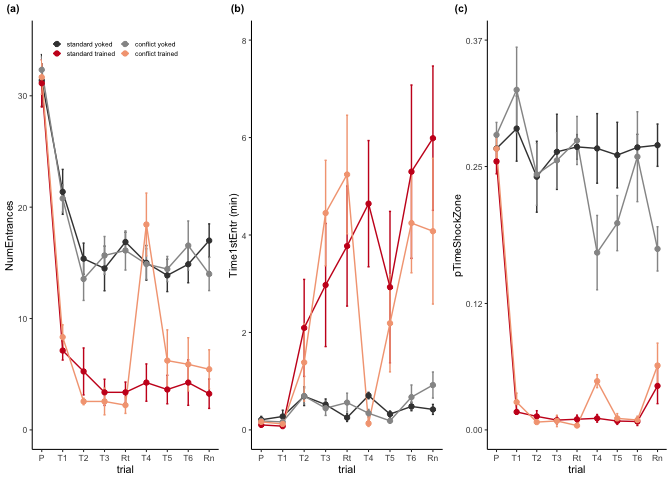 (a)
NumEntrances
30
20
10
0
standard yoked
conflict yoked
standard trained
conflict trained
P T1 T2 T3 Rt T4 T5 T6 Rn
trial
(b)
Time1stEntr (min)
8
6
4
2
0
P T1 T2 T3 Rt T4 T5 T6 Rn
trial
(c)
pTimeShockZone
0.37
0.25
0.12
0.00
P T1 T2 T3 Rt T4 T5 T6 Rn
trial